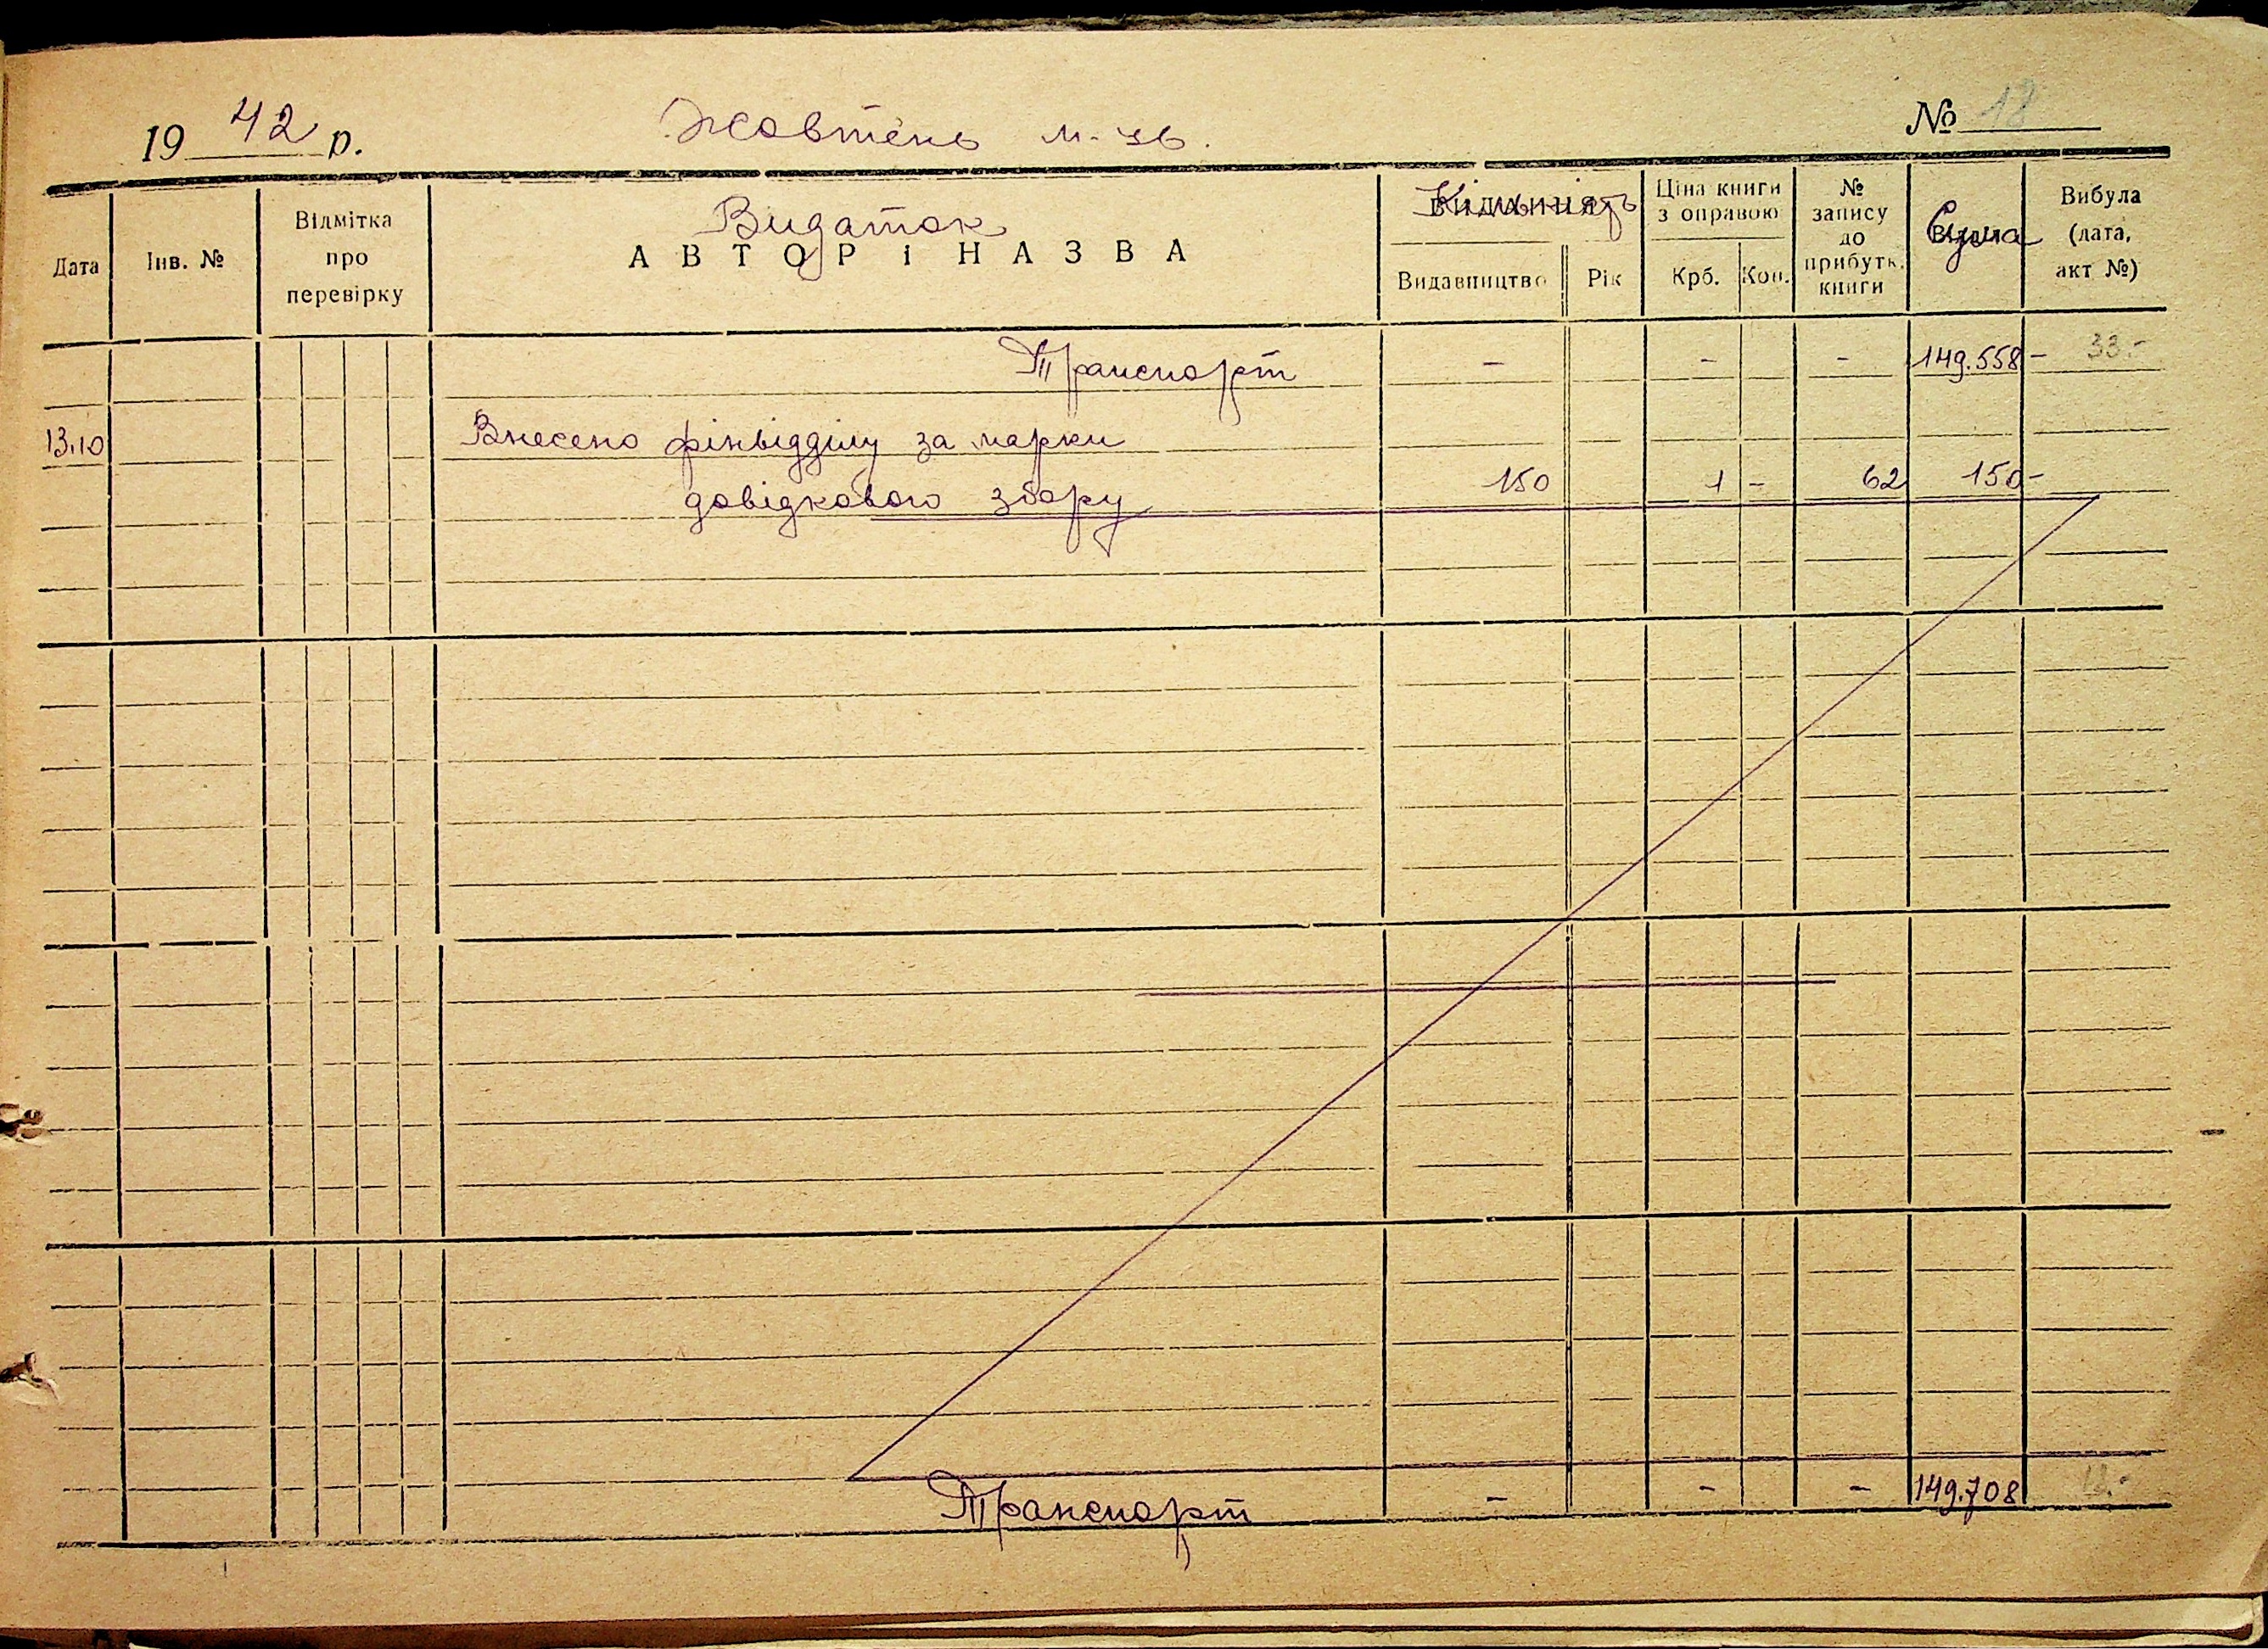 19 42 р. Жовтень м-ць. № 18
Дата Інв. № Відмітка про перевірку Видаток АВТОР і НАЗВА Кількість Видавництво Рік Ціна книги з оправою Крб. Коп. № запису до прибутк. книги Сума Вибула (дата, акт №)
Транспорт - - - 149.558 - 33.-
13.10 Внесено фінвідділу за марки
довідкового збору 150 1 - 62 150-
Транспорт - - - 149.708